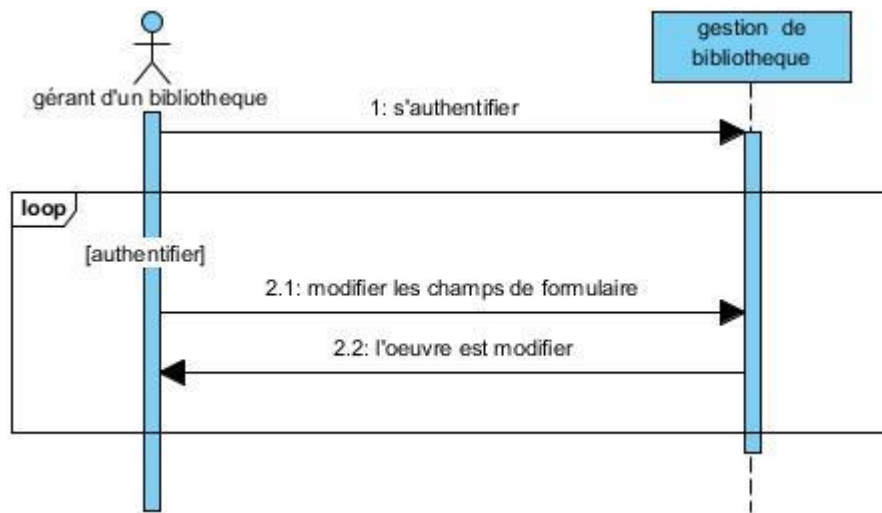 gestion de
bibliotheque
gérant d'un bibliotheque
1: s'authentifier
loop
[authentifier]
2.1: modifier les champs de formulaire
2.2: l'oeuvre est modifier